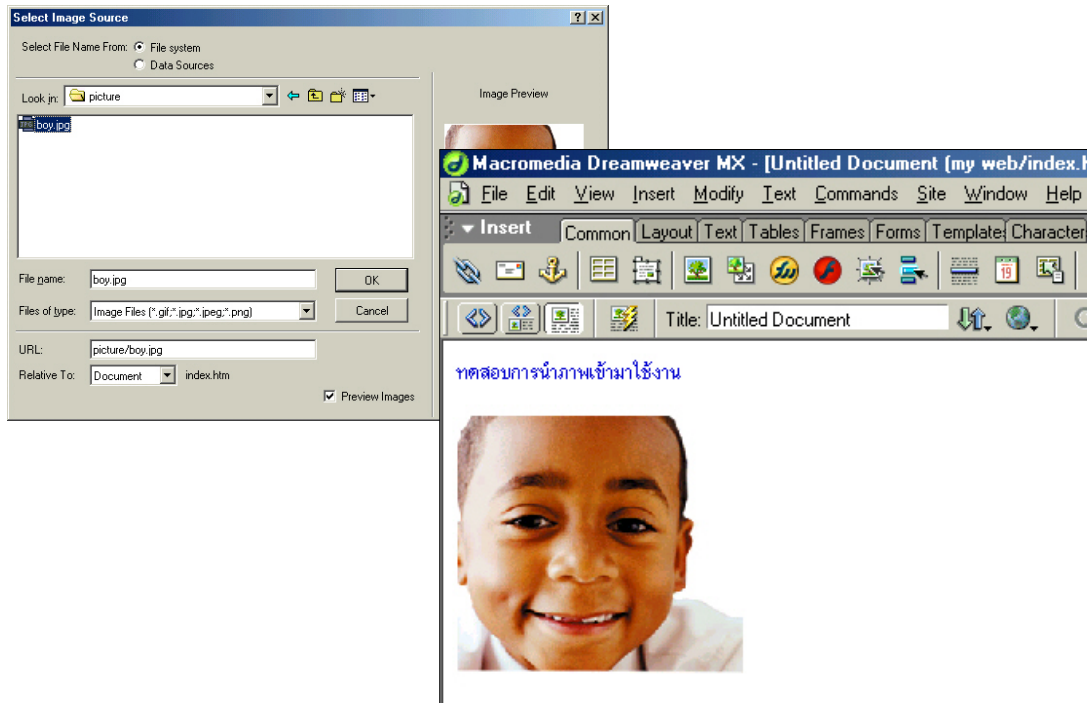 Select Image Source
Select File Name From: File system
Data Sources
Look in: picture
Image Preview
boy.jpg
File name: boy.jpg
OK
Files of type: Image Files (*.gif;*.jpg;*.jpeg;*.png)
Cancel
URL: picture/boy.jpg
Relative To: Document index.htm
Preview Images
Macromedia Dreamweaver MX - [Untitled Document (my web/index.h
File Edit View Insert Modify Text Commands Site Window Help
Insert Common Layout Text Tables Frames Forms Template Character
19
Title: Untitled Document
ทดสอบการนำภาพเข้ามาใช้งาน